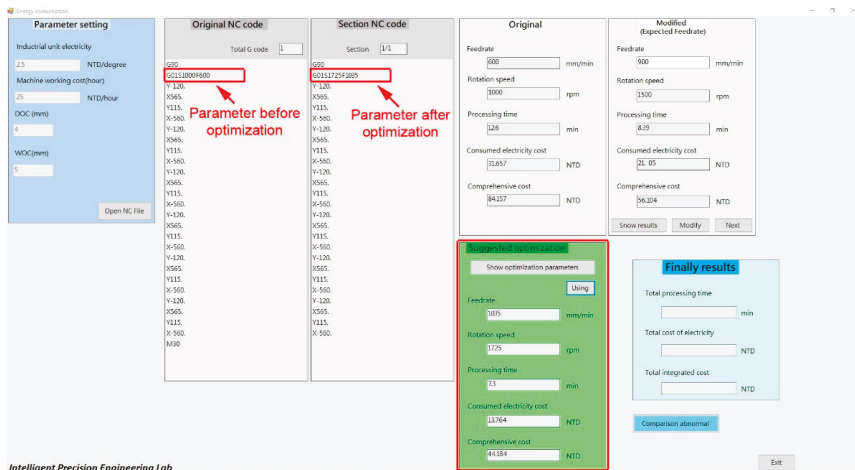 Energy consumption
Parameter setting
Industrial unit electricity
2.5 NTD/degree
Machine working cost(hour)
25 NTD/hour
DOC (mm)
4
WOC(mm)
5
Open NC File
Original NC code
Total G code 1
G90
G01S1000F600
Y-120.
X565.
Y115.
X-560.
Y-120.
X565.
Y115.
X-560.
Y-120.
X565.
Y115.
X-560.
Y-120.
X565.
Y115.
X-560.
Y-120.
X565.
Y115.
X-560.
Y-120.
X565.
Y115.
X-560.
M30
Parameter before
optimization
Section NC code
Section 1/1
G90
G01S1725F1035
Y-120.
X565.
Y115.
X-560.
Y-120.
X565.
Y115.
X-560.
Y-120.
X565.
Y115.
X-560.
Y-120.
X565.
Y115.
X-560.
Y-120.
X565.
Y115.
X-560.
Y-120.
X565.
Y115.
X-560.
Parameter after
optimization
Original
Feedrate
600 mm/min
Rotation speed
1000 rpm
Processing time
12.6 min
Consumed electricity cost
31.657 NTD
Comprehensive cost
84.157 NTD
Modified
(Expected Feedrate)
Feedrate
900 mm/min
Rotation speed
1500 rpm
Processing time
8.39 min
Consumed electricity cost
21. 05 NTD
Comprehensive cost
56.104 NTD
Snow results Modify Next
Suggested optimization
Show optimization parameters
Using
Feedrate
1035 mm/min
Rotation speed
1725 rpm
Processing time
7.3 min
Consumed electricity cost
13.764 NTD
Comprehensive cost
44.184 NTD
Finally results
Total processing time
min
Total cost of electricity
NTD
Total integrated cost
NTD
Comparison abnormal
Exit
Intelligent Precision Engineering Lab